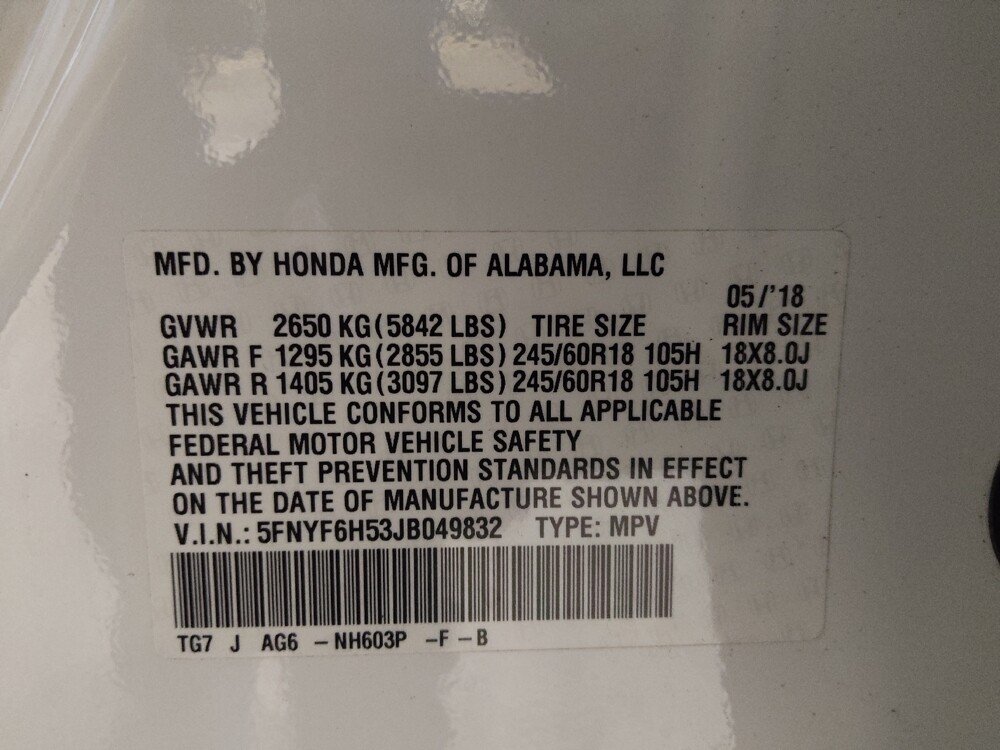 MFD. BY HONDA MFG. OF ALABAMA, LLC
05/'18
GVWR 2650 KG (5842 LBS) TIRE SIZE RIM SIZE
GAWR F 1295 KG (2855 LBS) 245/60R18 105H 18X8.0J
GAWR R 1405 KG (3097 LBS) 245/60R18 105H 18X8.0J
THIS VEHICLE CONFORMS TO ALL APPLICABLE
FEDERAL MOTOR VEHICLE SAFETY
AND THEFT PREVENTION STANDARDS IN EFFECT
ON THE DATE OF MANUFACTURE SHOWN ABOVE.
V.I.N.: 5FNYF6H53JB049832 TYPE: MPV
TG7 J AG6 – NH603P – F – B